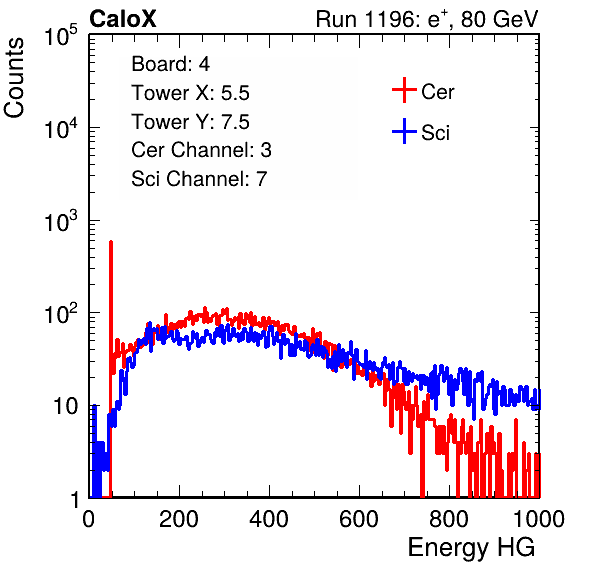 CaloX
Run 1196: e⁺, 80 GeV
Counts
10⁵
10⁴
10³
10²
10
1
Board: 4
Tower X: 5.5
Tower Y: 7.5
Cer Channel: 3
Sci Channel: 7
Cer
Sci
0 200 400 600 800 1000
Energy HG